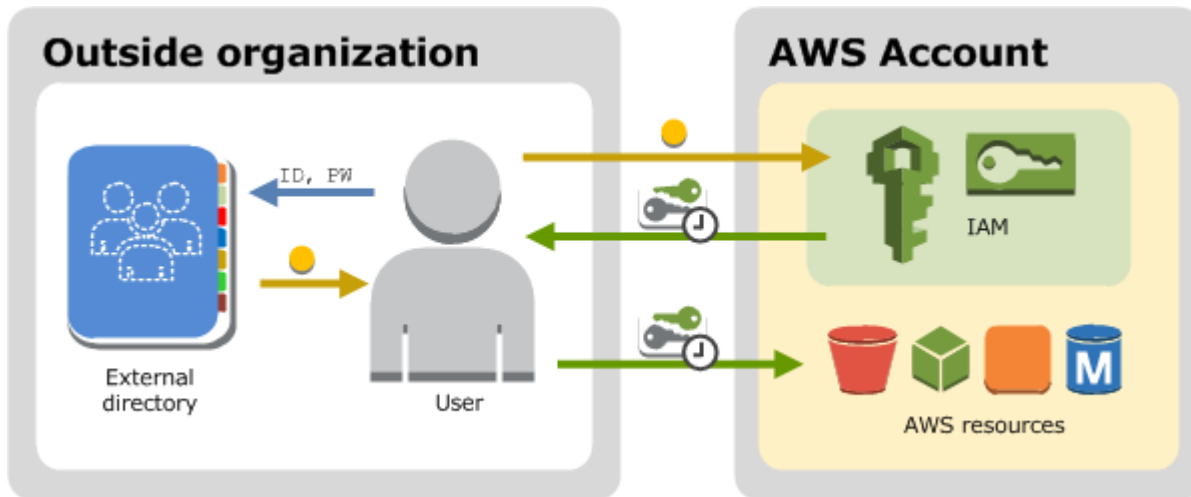 Outside organization
AWS Account
ID, PW
IAM
External
directory
User
M
AWS resources